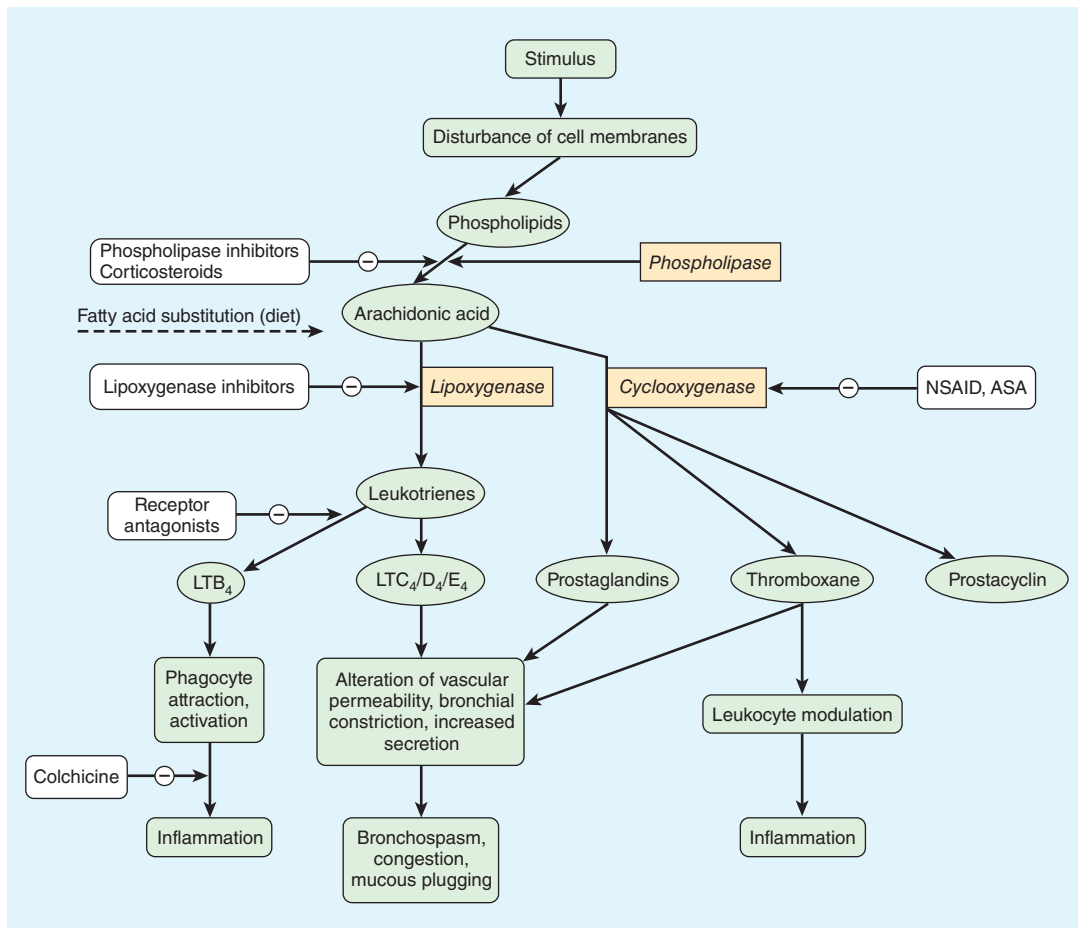 Stimulus
Disturbance of cell membranes
Phospholipids
Phospholipase inhibitors
Corticosteroids
−
Phospholipase
Arachidonic acid
Fatty acid substitution (diet)
Lipoxygenase inhibitors
−
Lipoxygenase
Cyclooxygenase
−
NSAID, ASA
Leukotrienes
Receptor
antagonists
−
LTB₄
LTC₄/D₄/E₄
Prostaglandins
Thromboxane
Prostacyclin
Phagocyte
attraction,
activation
Alteration of vascular
permeability, bronchial
constriction, increased
secretion
Leukocyte modulation
Colchicine
−
Inflammation
Bronchospasm,
congestion,
mucous plugging
Inflammation